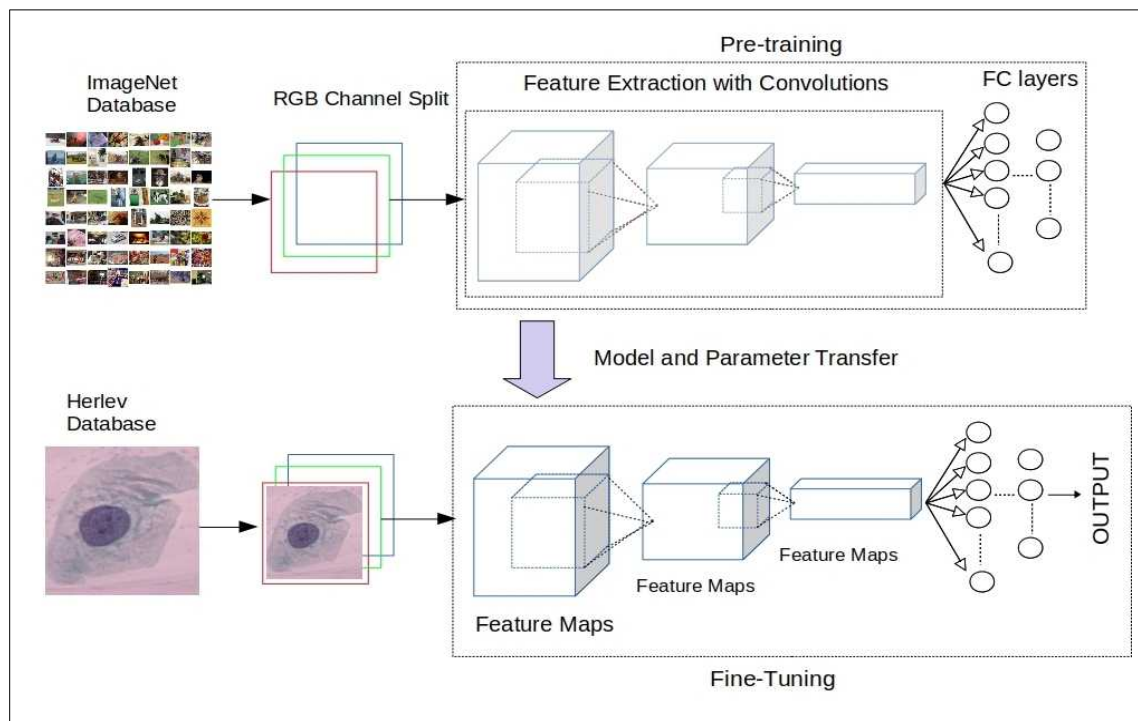 Pre-training
ImageNet
Database
RGB Channel Split
Feature Extraction with Convolutions
FC layers
Model and Parameter Transfer
Herlev
Database
OUTPUT
Feature Maps
Feature Maps
Feature Maps
Fine-Tuning